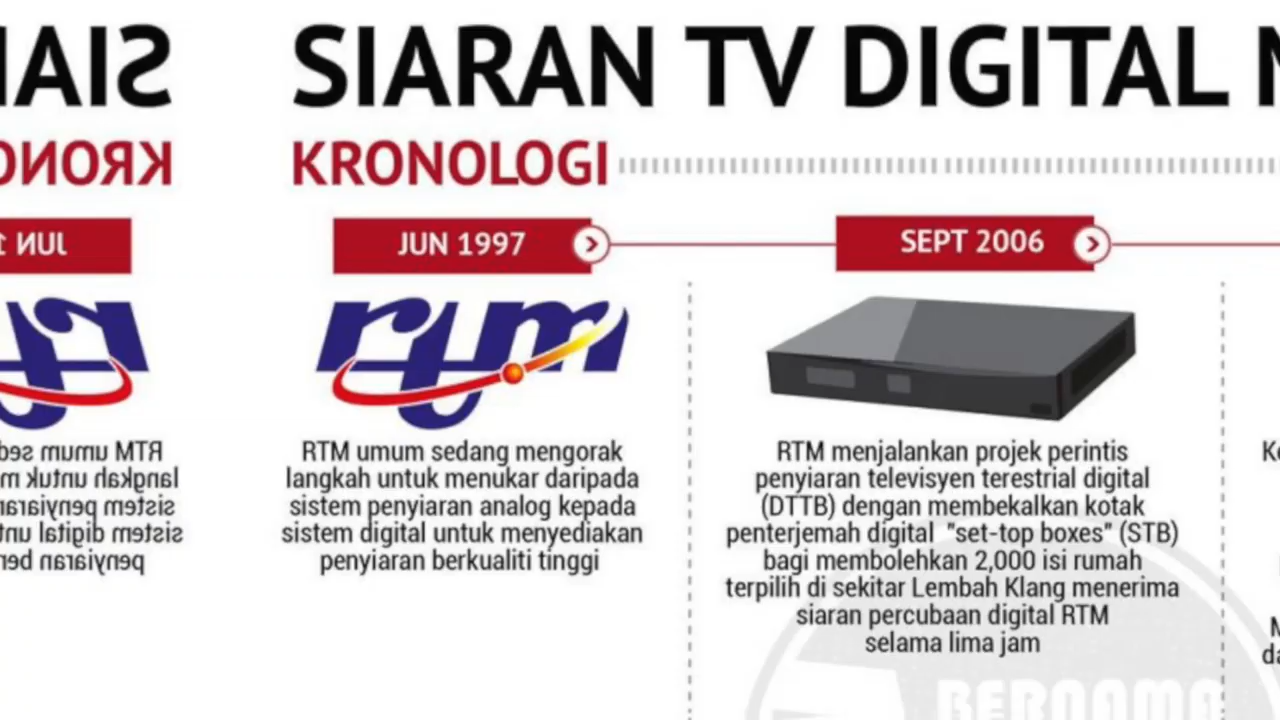 SIARAN TV DIGITAL
KRONOLOGI
JUN 1997
rtm
RTM umum sedang mengorak
langkah untuk menukar daripada
sistem penyiaran analog kepada
sistem digital untuk menyediakan
penyiaran berkualiti tinggi
SEPT 2006
RTM menjalankan projek perintis
penyiaran televisyen terestrial digital
(DTTB) dengan membekalkan kotak
penterjemah digital "set-top boxes" (STB)
bagi membolehkan 2,000 isi rumah
terpilih di sekitar Lembah Klang menerima
siaran percubaan digital RTM
selama lima jam
BERNAMA